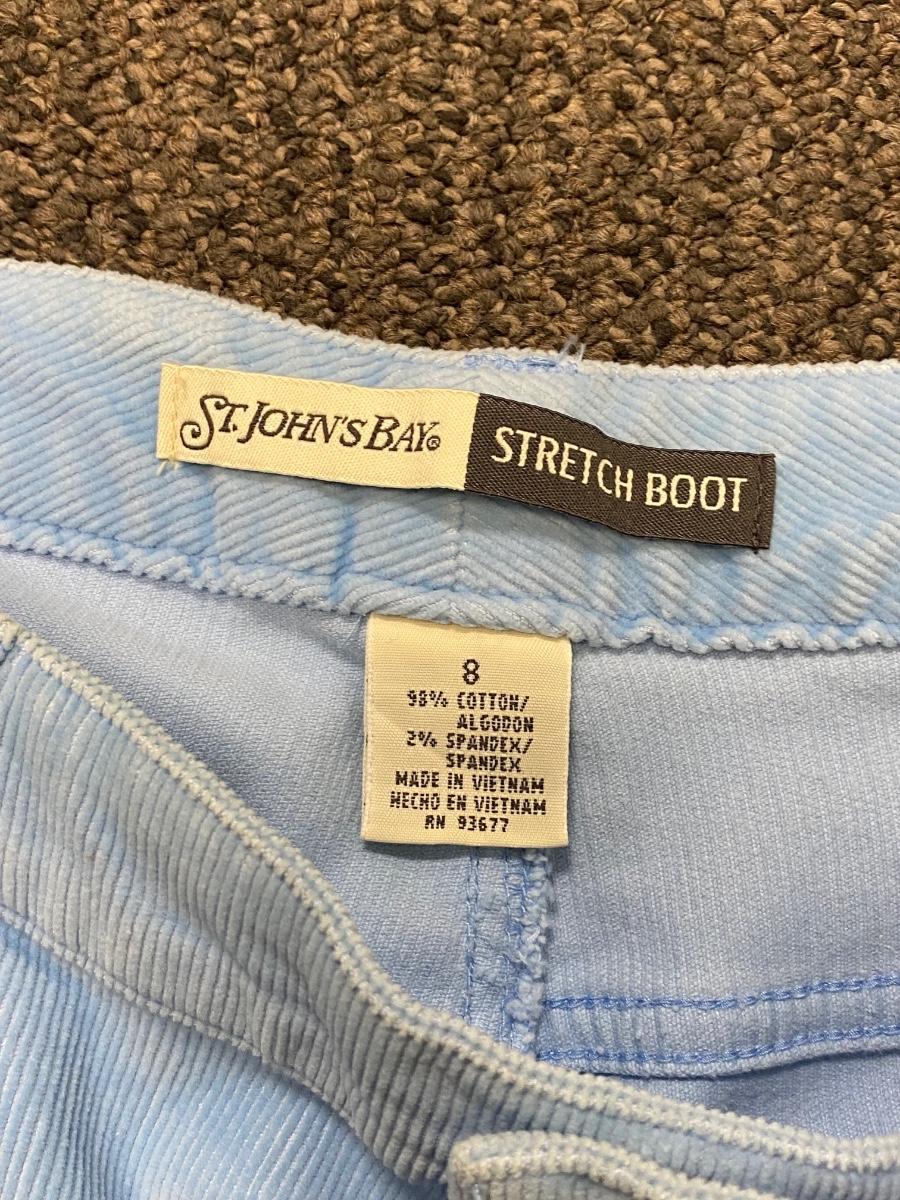 ST. JOHN'S BAY® STRETCH BOOT
8
98% COTTON/
ALGODON
2% SPANDEX/
SPANDEX
MADE IN VIETNAM
HECHO EN VIETNAM
RN 93677